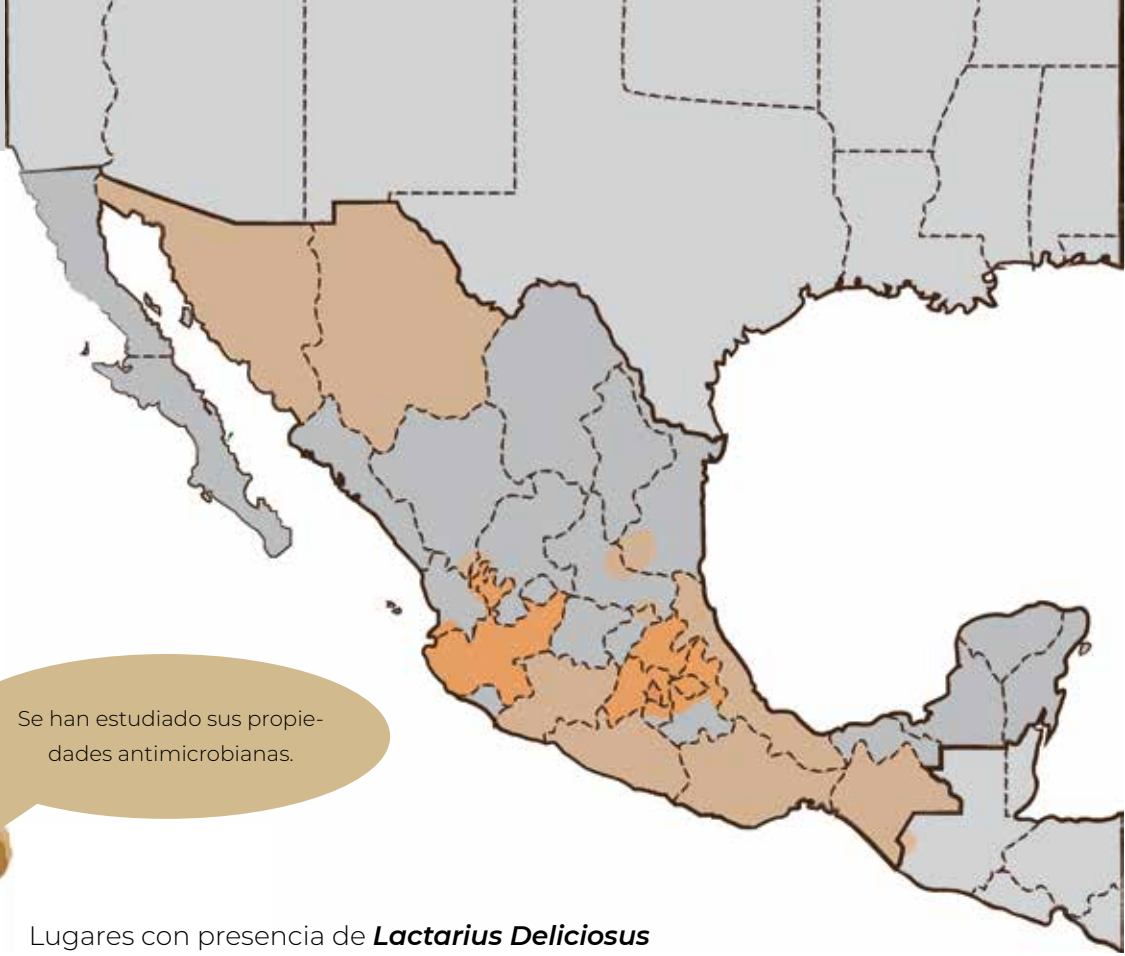 Se han estudiado sus propie-
dades antimicrobianas.
Lugares con presencia de Lactarius Deliciosus